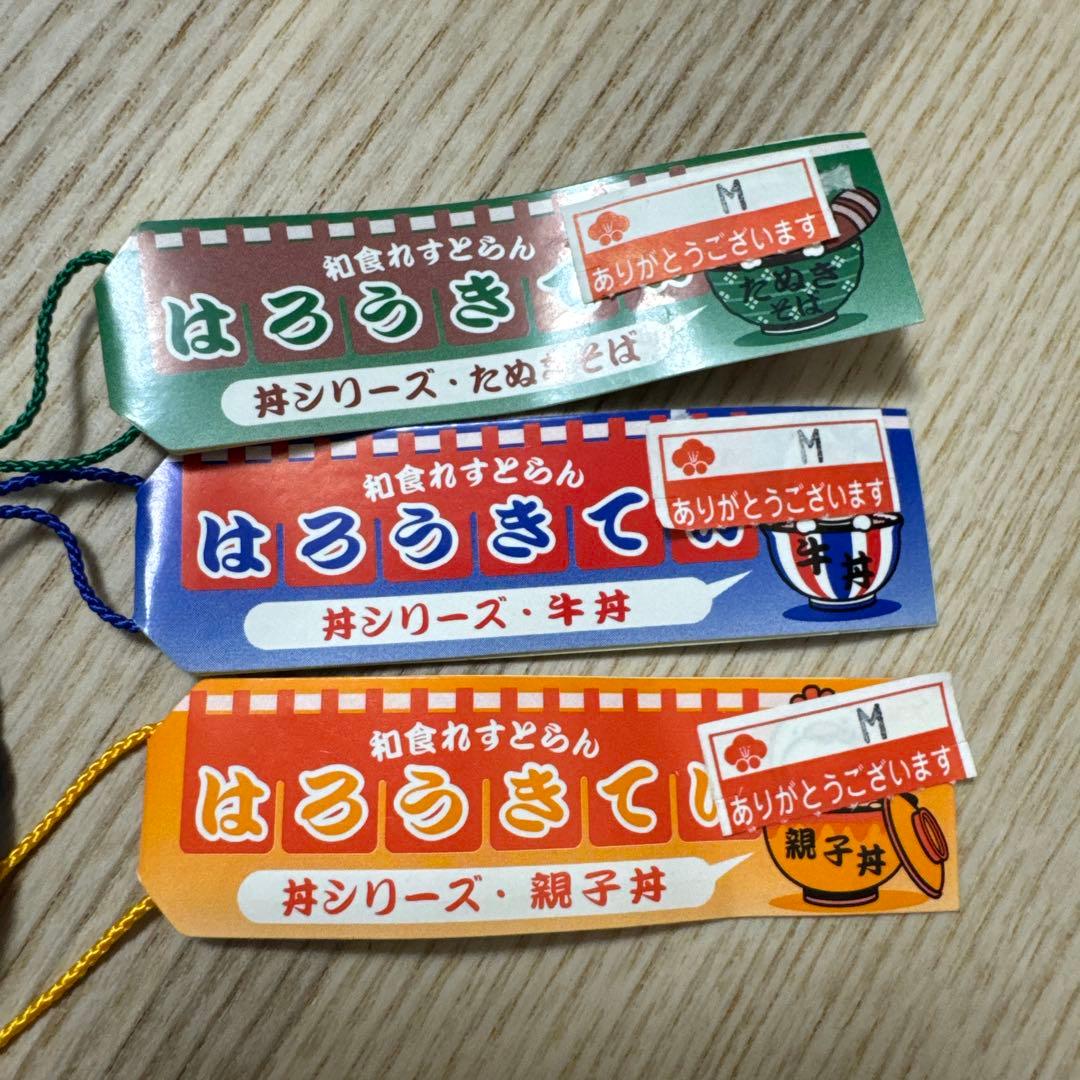 和食れすとらん
はろうき
丼シリーズ・たぬきそば
M
ありがとうございます
たぬき
そば
和食れすとらん
はろうきてい
丼シリーズ・牛丼
M
ありがとうございます
牛丼
和食れすとらん
はろうきてい
丼シリーズ・親子丼
M
ありがとうございます
親子丼